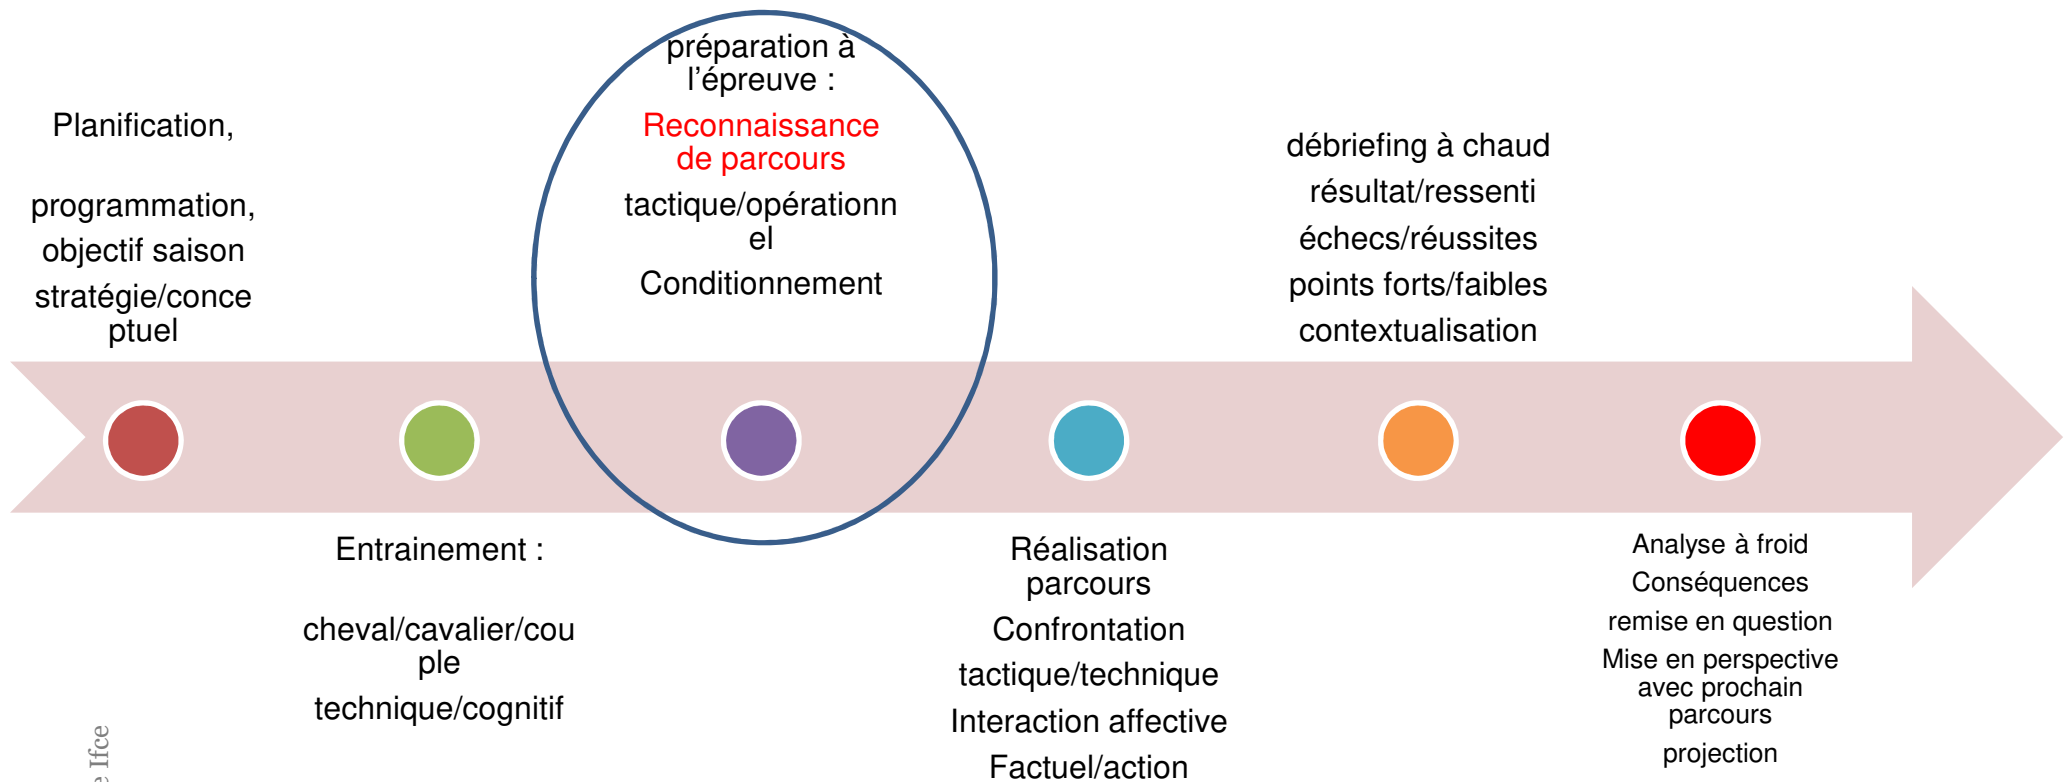 Planification,
programmation,
objectif saison
stratégie/conce
ptuel
Entrainement :
cheval/cavalier/cou
ple
technique/cognitif
préparation à
l’épreuve :
Reconnaissance
de parcours
tactique/opérationn
el
Conditionnement
Réalisation
parcours
Confrontation
tactique/technique
Interaction affective
Factuel/action
débriefing à chaud
résultat/ressenti
échecs/réussites
points forts/faibles
contextualisation
Analyse à froid
Conséquences
remise en question
Mise en perspective
avec prochain
parcours
projection
e Ifce